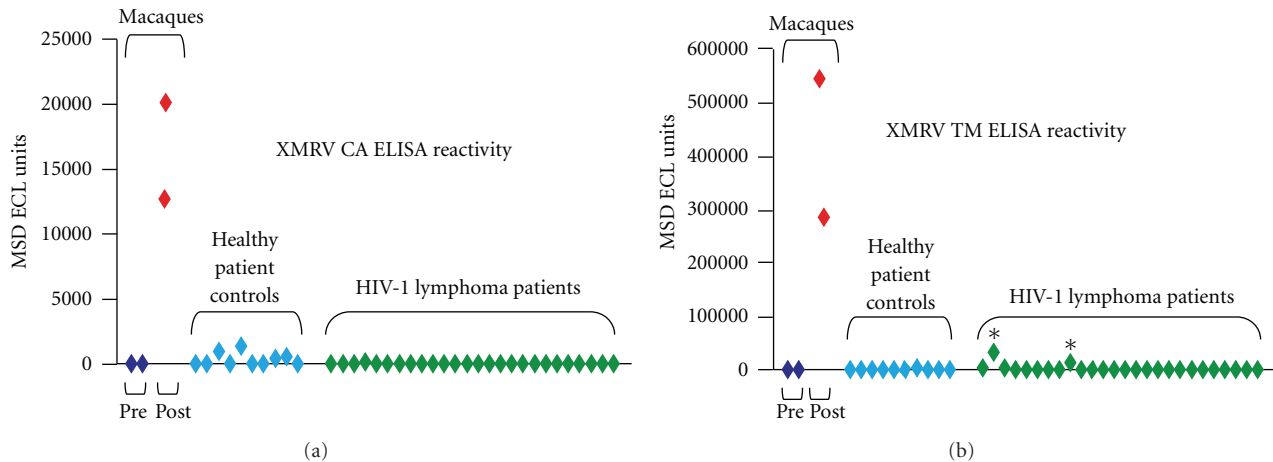 Macaques
25000
20000
15000
10000
5000
0
MSD ECL units
XMRV CA ELISA reactivity
Healthy
patient
controls
HIV-1 lymphoma patients
Pre Post
(a)
Macaques
600000
500000
400000
300000
200000
100000
0
MSD ECL units
XMRV TM ELISA reactivity
Healthy
patient
controls
HIV-1 lymphoma patients
*
*
Pre Post
(b)